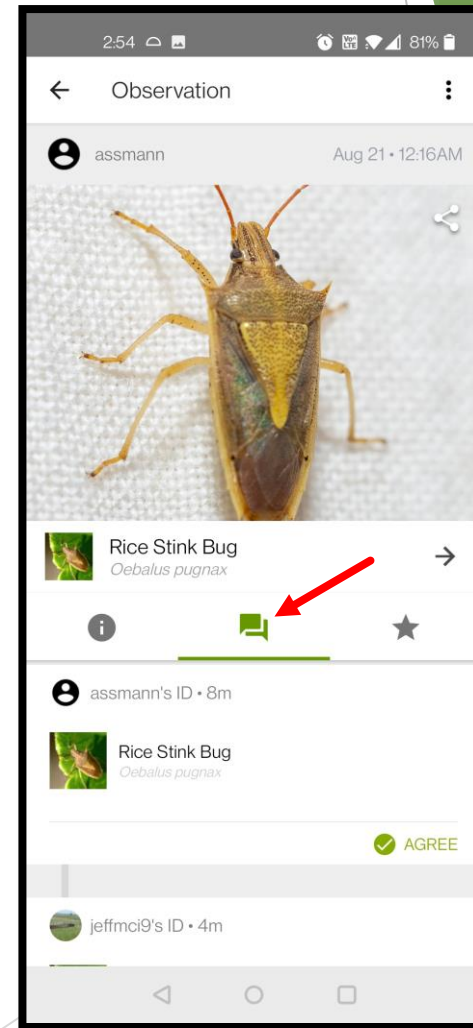 2:54 81%
Observation
assmann Aug 21 • 12:16AM
Rice Stink Bug
Oebalus pugnax
assmann's ID • 8m
Rice Stink Bug
Oebalus pugnax
AGREE
jeffmci9's ID • 4m